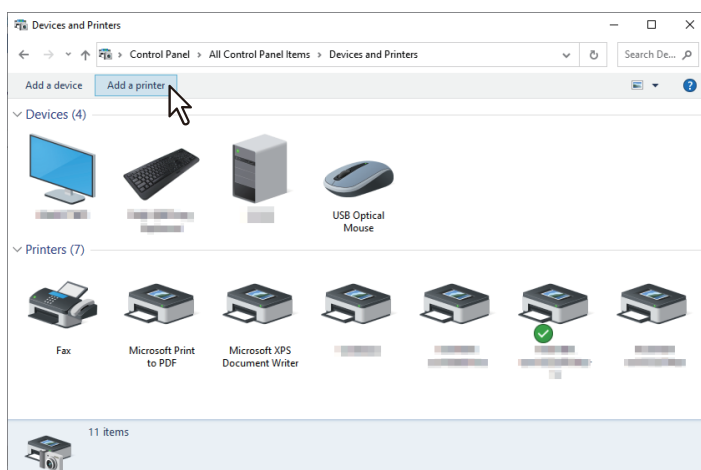 Devices and Printers
Control Panel > All Control Panel Items > Devices and Printers
Search De...
Add a device
Add a printer
Devices (4)
USB Optical
Mouse
Printers (7)
Fax
Microsoft Print
to PDF
Microsoft XPS
Document Writer
11 items